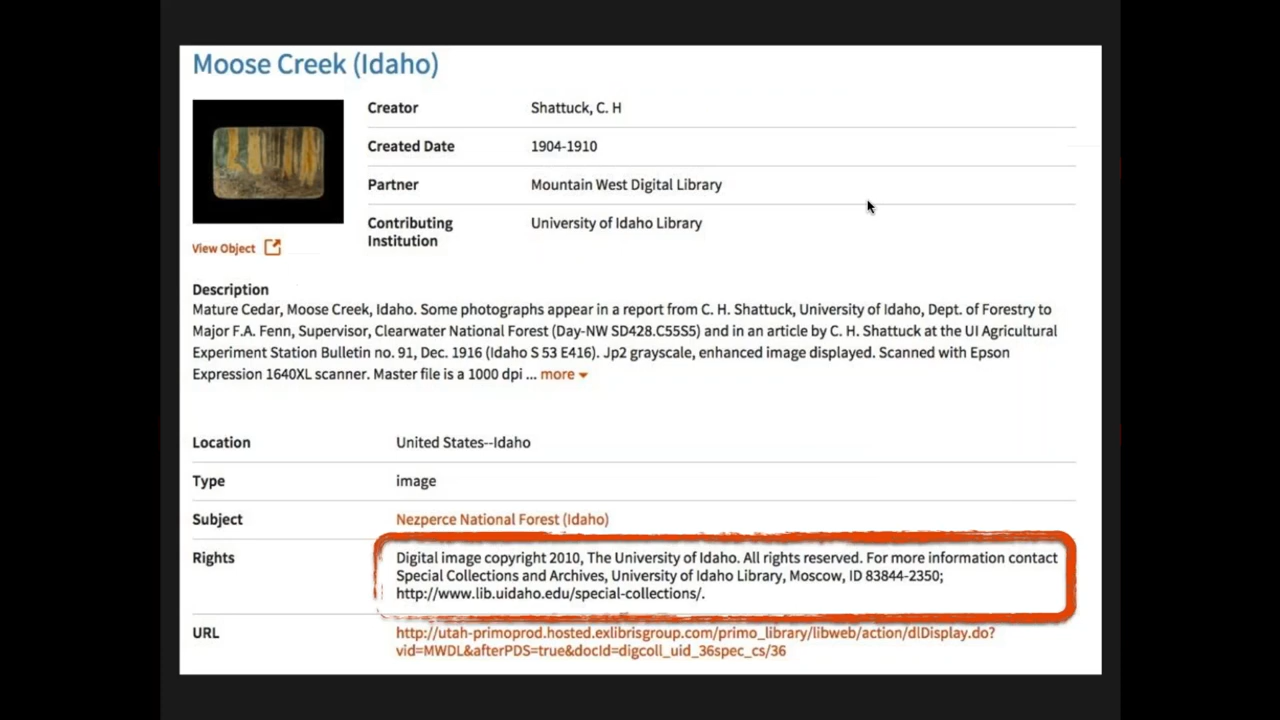 Moose Creek (Idaho)
Creator Shattuck, C. H
Created Date 1904-1910
Partner Mountain West Digital Library
Contributing Institution University of Idaho Library
View Object
Description
Mature Cedar, Moose Creek, Idaho. Some photographs appear in a report from C. H. Shattuck, University of Idaho, Dept. of Forestry to
Major F.A. Fenn, Supervisor, Clearwater National Forest (Day-NW SD428.C55S5) and in an article by C. H. Shattuck at the UI Agricultural
Experiment Station Bulletin no. 91, Dec. 1916 (Idaho S 53 E416). Jp2 grayscale, enhanced image displayed. Scanned with Epson
Expression 1640XL scanner. Master file is a 1000 dpi ... more
Location United States--Idaho
Type image
Subject Nezperce National Forest (Idaho)
Rights Digital image copyright 2010, The University of Idaho. All rights reserved. For more information contact
Special Collections and Archives, University of Idaho Library, Moscow, ID 83844-2350;
http://www.lib.uidaho.edu/special-collections/.
URL http://utah-primoprod.hosted.exlibrisgroup.com/primo_library/libweb/action/dlDisplay.do?
vid=MWDL&afterPDS=true&docId=digcoll_uid_36spec_cs/36